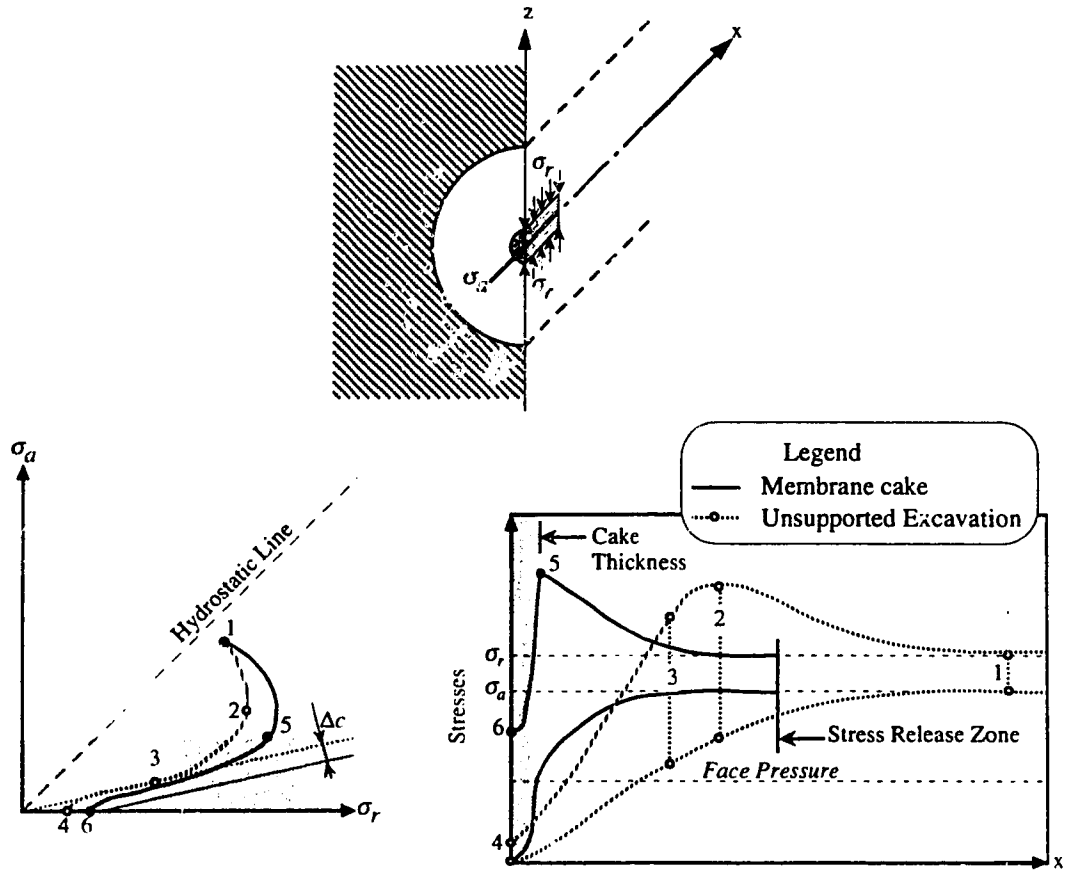 z
x
σr
σa
σr
σa
Hydrostatic Line
1
2
5
Δc
3
4 6
σr
Legend
Membrane cake
Unsupported Excavation
Cake
Thickness
5
2
σr
3
1
σa
6
Stresses
Stress Release Zone
Face Pressure
4
x